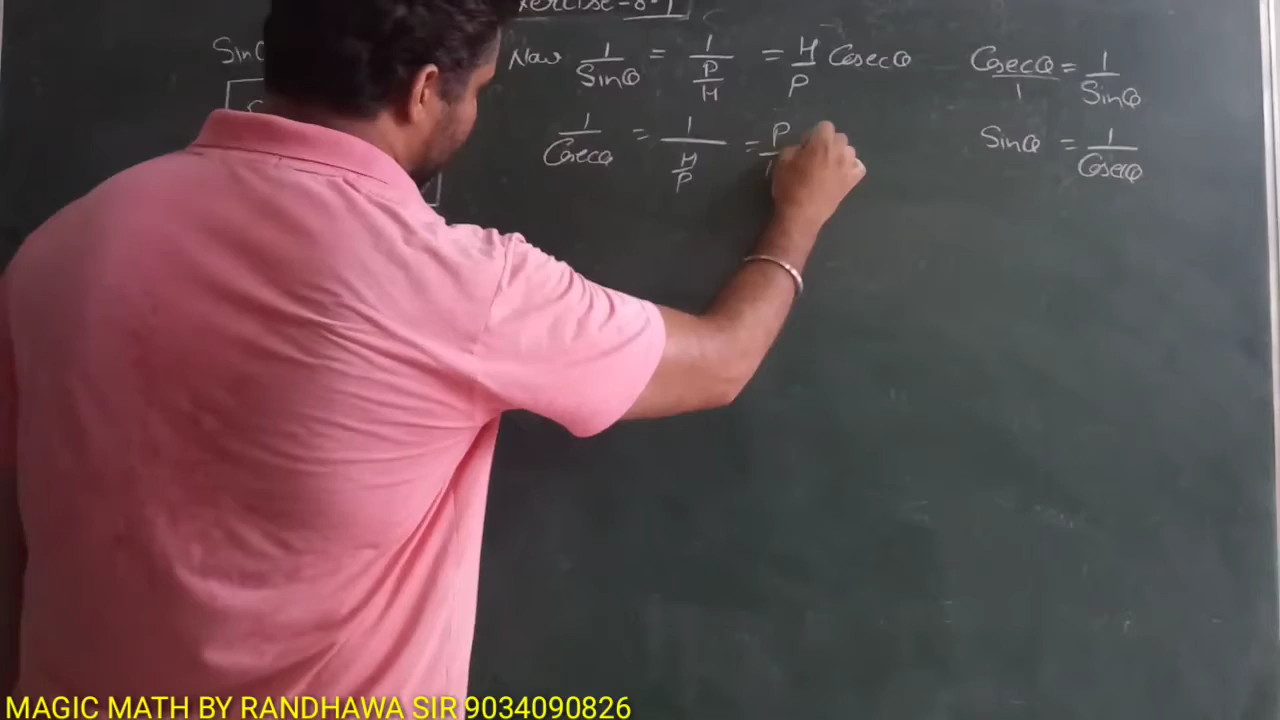 Exercise-8.1
Sinθ
Now 1/Sinθ = 1/(P/H) = H/P Cosecθ
Cosecθ/1 = 1/Sinθ
1/Cosecθ = 1/(H/P) = P/
Sinθ = 1/Cosecθ
MAGIC MATH BY RANDHAWA SIR 9034090826